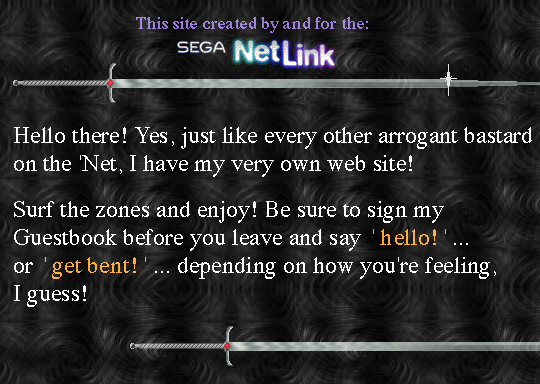 This site created by and for the:
SEGA NetLink
Hello there! Yes, just like every other arrogant bastard
on the 'Net, I have my very own web site!
Surf the zones and enjoy! Be sure to sign my
Guestbook before you leave and say 'hello!'...
or 'get bent!'... depending on how you're feeling,
I guess!